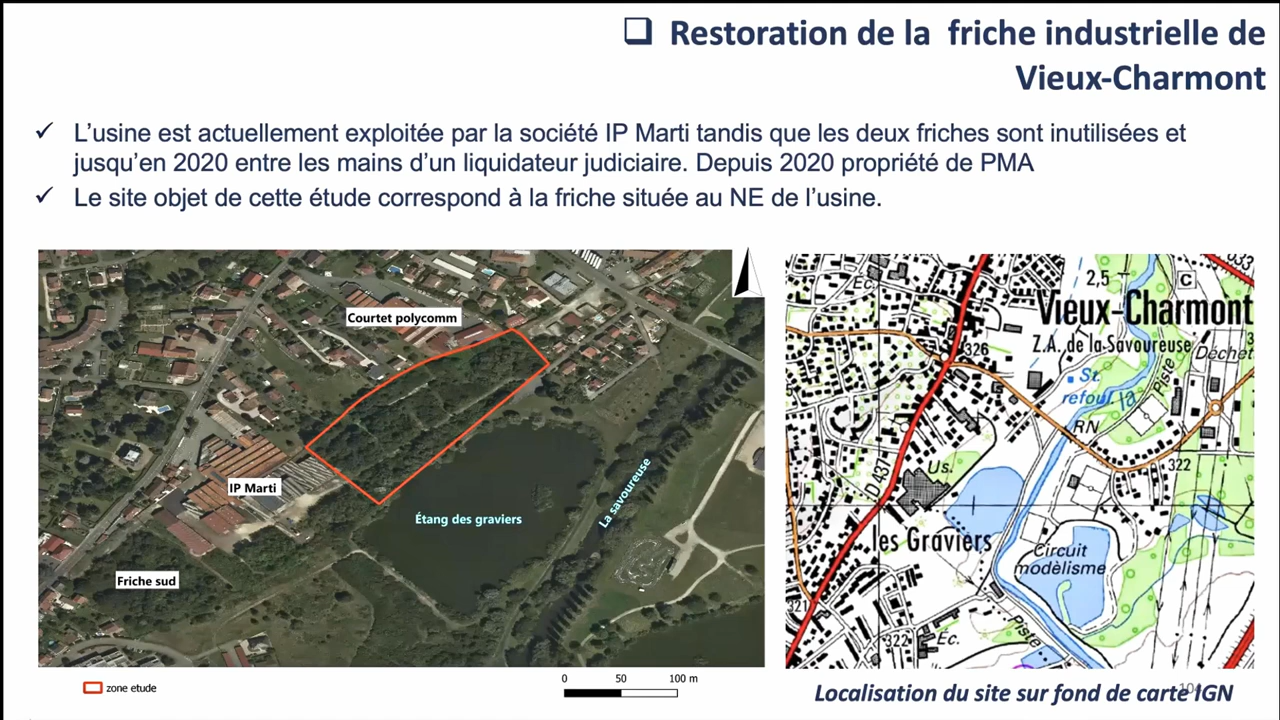 ❑ Restoration de la friche industrielle de
Vieux-Charmont
✓ L'usine est actuellement exploitée par la société IP Marti tandis que les deux friches sont inutilisées et
jusqu'en 2020 entre les mains d'un liquidateur judiciaire. Depuis 2020 propriété de PMA
✓ Le site objet de cette étude correspond à la friche située au NE de l'usine.
Courtet polycomm
IP Marti
Étang des graviers
La savoureuse
Friche sud
zone etude
0 50 100 m
Ec.
2,5
C
Vieux-Charmont
Z.A. de la Savoureuse
326
Déchet
St.
refoul.
la
Piste
RN
322
D 437
Us.
les Graviers
Circuit
modèlisme
321
322
Ec.
Piste
Localisation du site sur fond de carte IGN
104